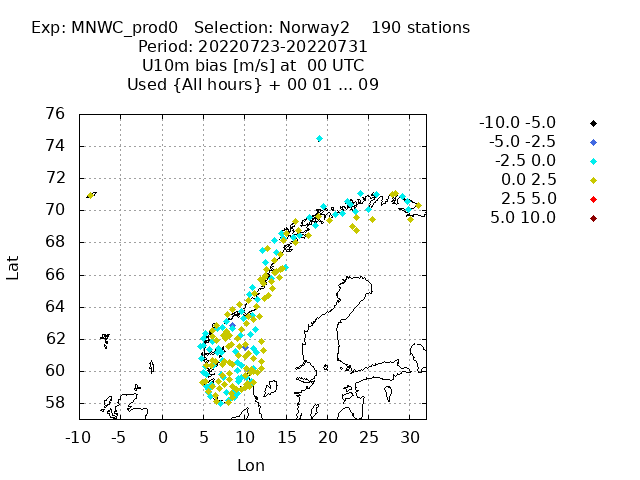 Exp: MNWC_prod0 Selection: Norway2 190 stations
Period: 20220723-20220731
U10m bias [m/s] at 00 UTC
Used {All hours} + 00 01 ... 09
-10.0 -5.0
-5.0 -2.5
-2.5 0.0
0.0 2.5
2.5 5.0
5.0 10.0
Lat
76
74
72
70
68
66
64
62
60
58
-10 -5 0 5 10 15 20 25 30
Lon